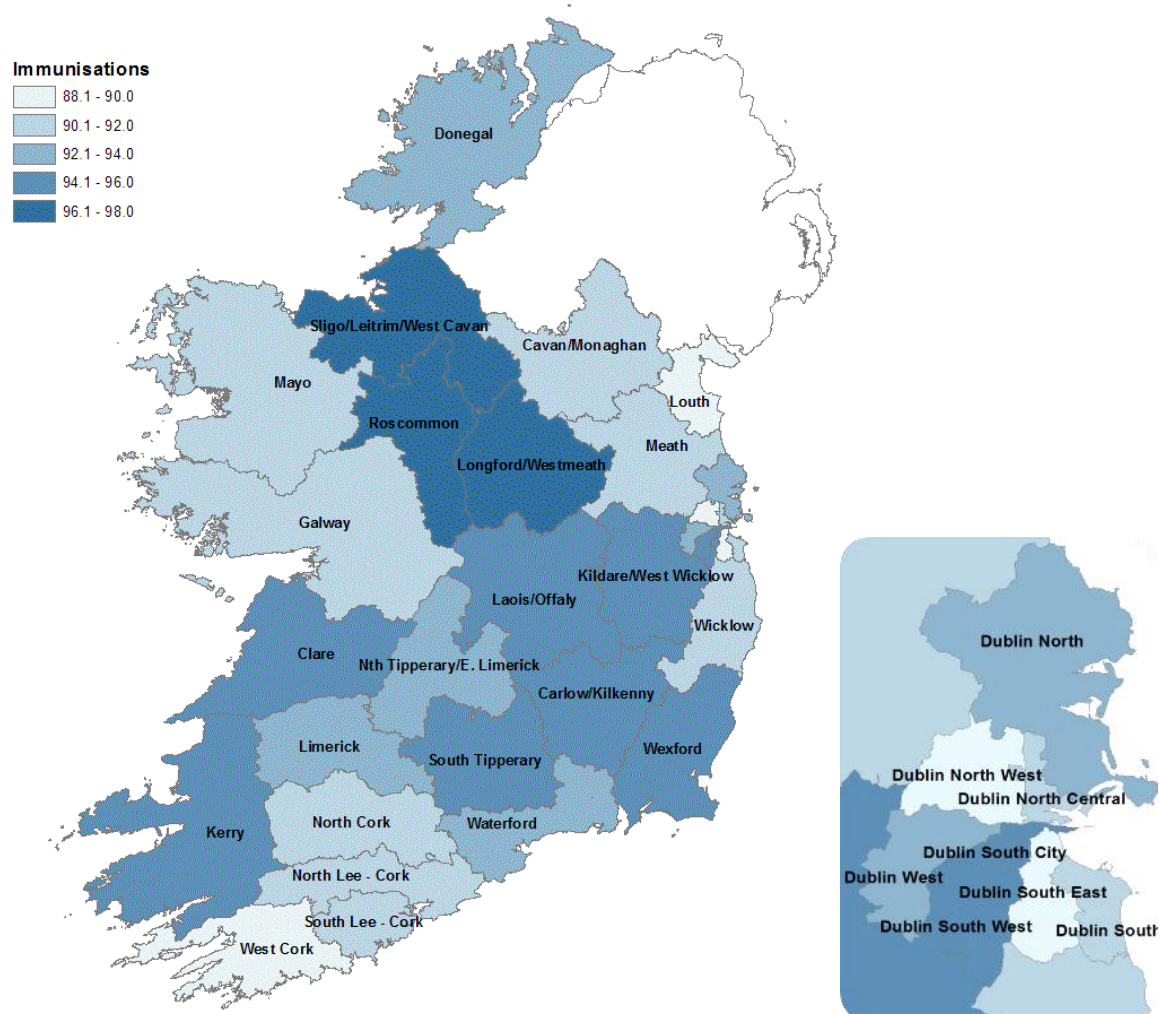 Immunisations
88.1 - 90.0
90.1 - 92.0
92.1 - 94.0
94.1 - 96.0
96.1 - 98.0
Donegal
Sligo/Leitrim/West Cavan
Cavan/Monaghan
Mayo
Louth
Roscommon
Meath
Longford/Westmeath
Galway
Kildare/West Wicklow
Laois/Offaly
Wicklow
Clare
Nth Tipperary/E. Limerick
Carlow/Kilkenny
Limerick
Wexford
South Tipperary
North Cork
Waterford
Kerry
North Lee - Cork
South Lee - Cork
West Cork
Dublin North
Dublin North West
Dublin North Central
Dublin South City
Dublin West
Dublin South East
Dublin South West
Dublin South